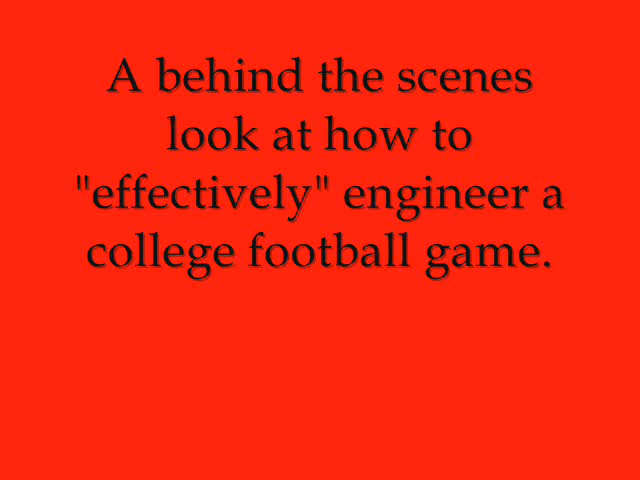 A behind the scenes
look at how to
"effectively" engineer a
college football game.